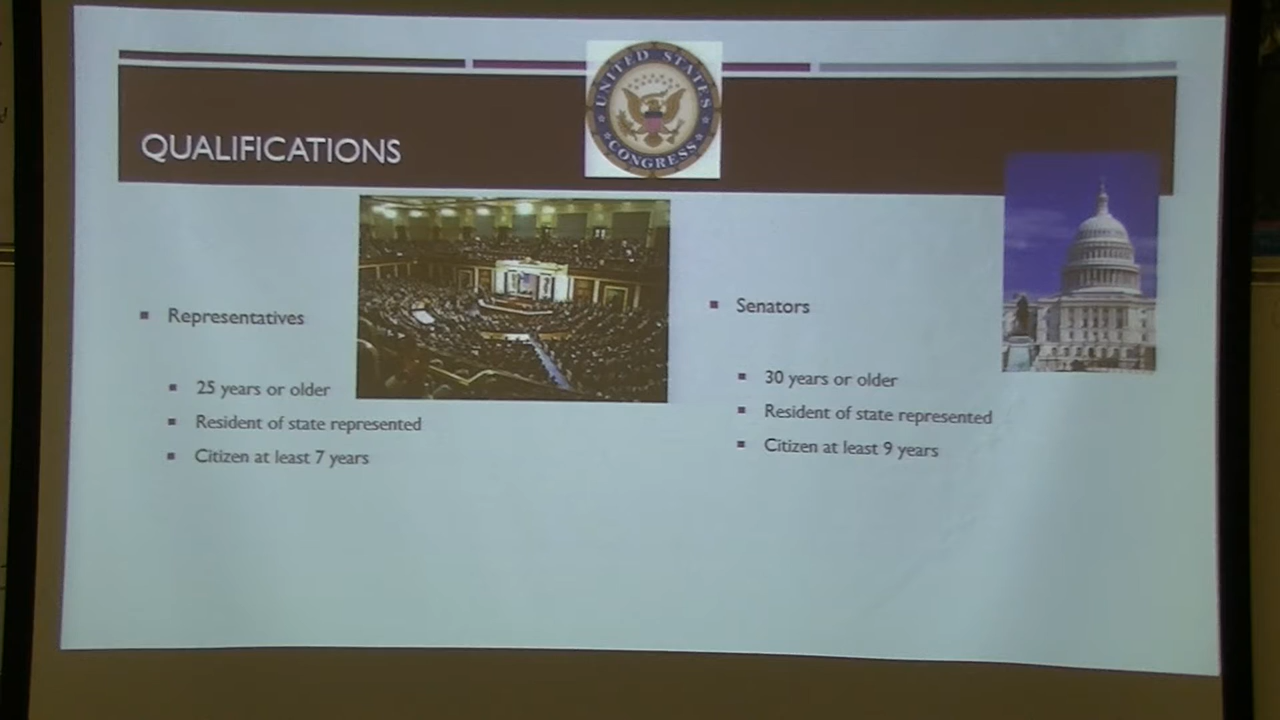 UNITED STATES
CONGRESS
QUALIFICATIONS
Representatives
25 years or older
Resident of state represented
Citizen at least 7 years
Senators
30 years or older
Resident of state represented
Citizen at least 9 years